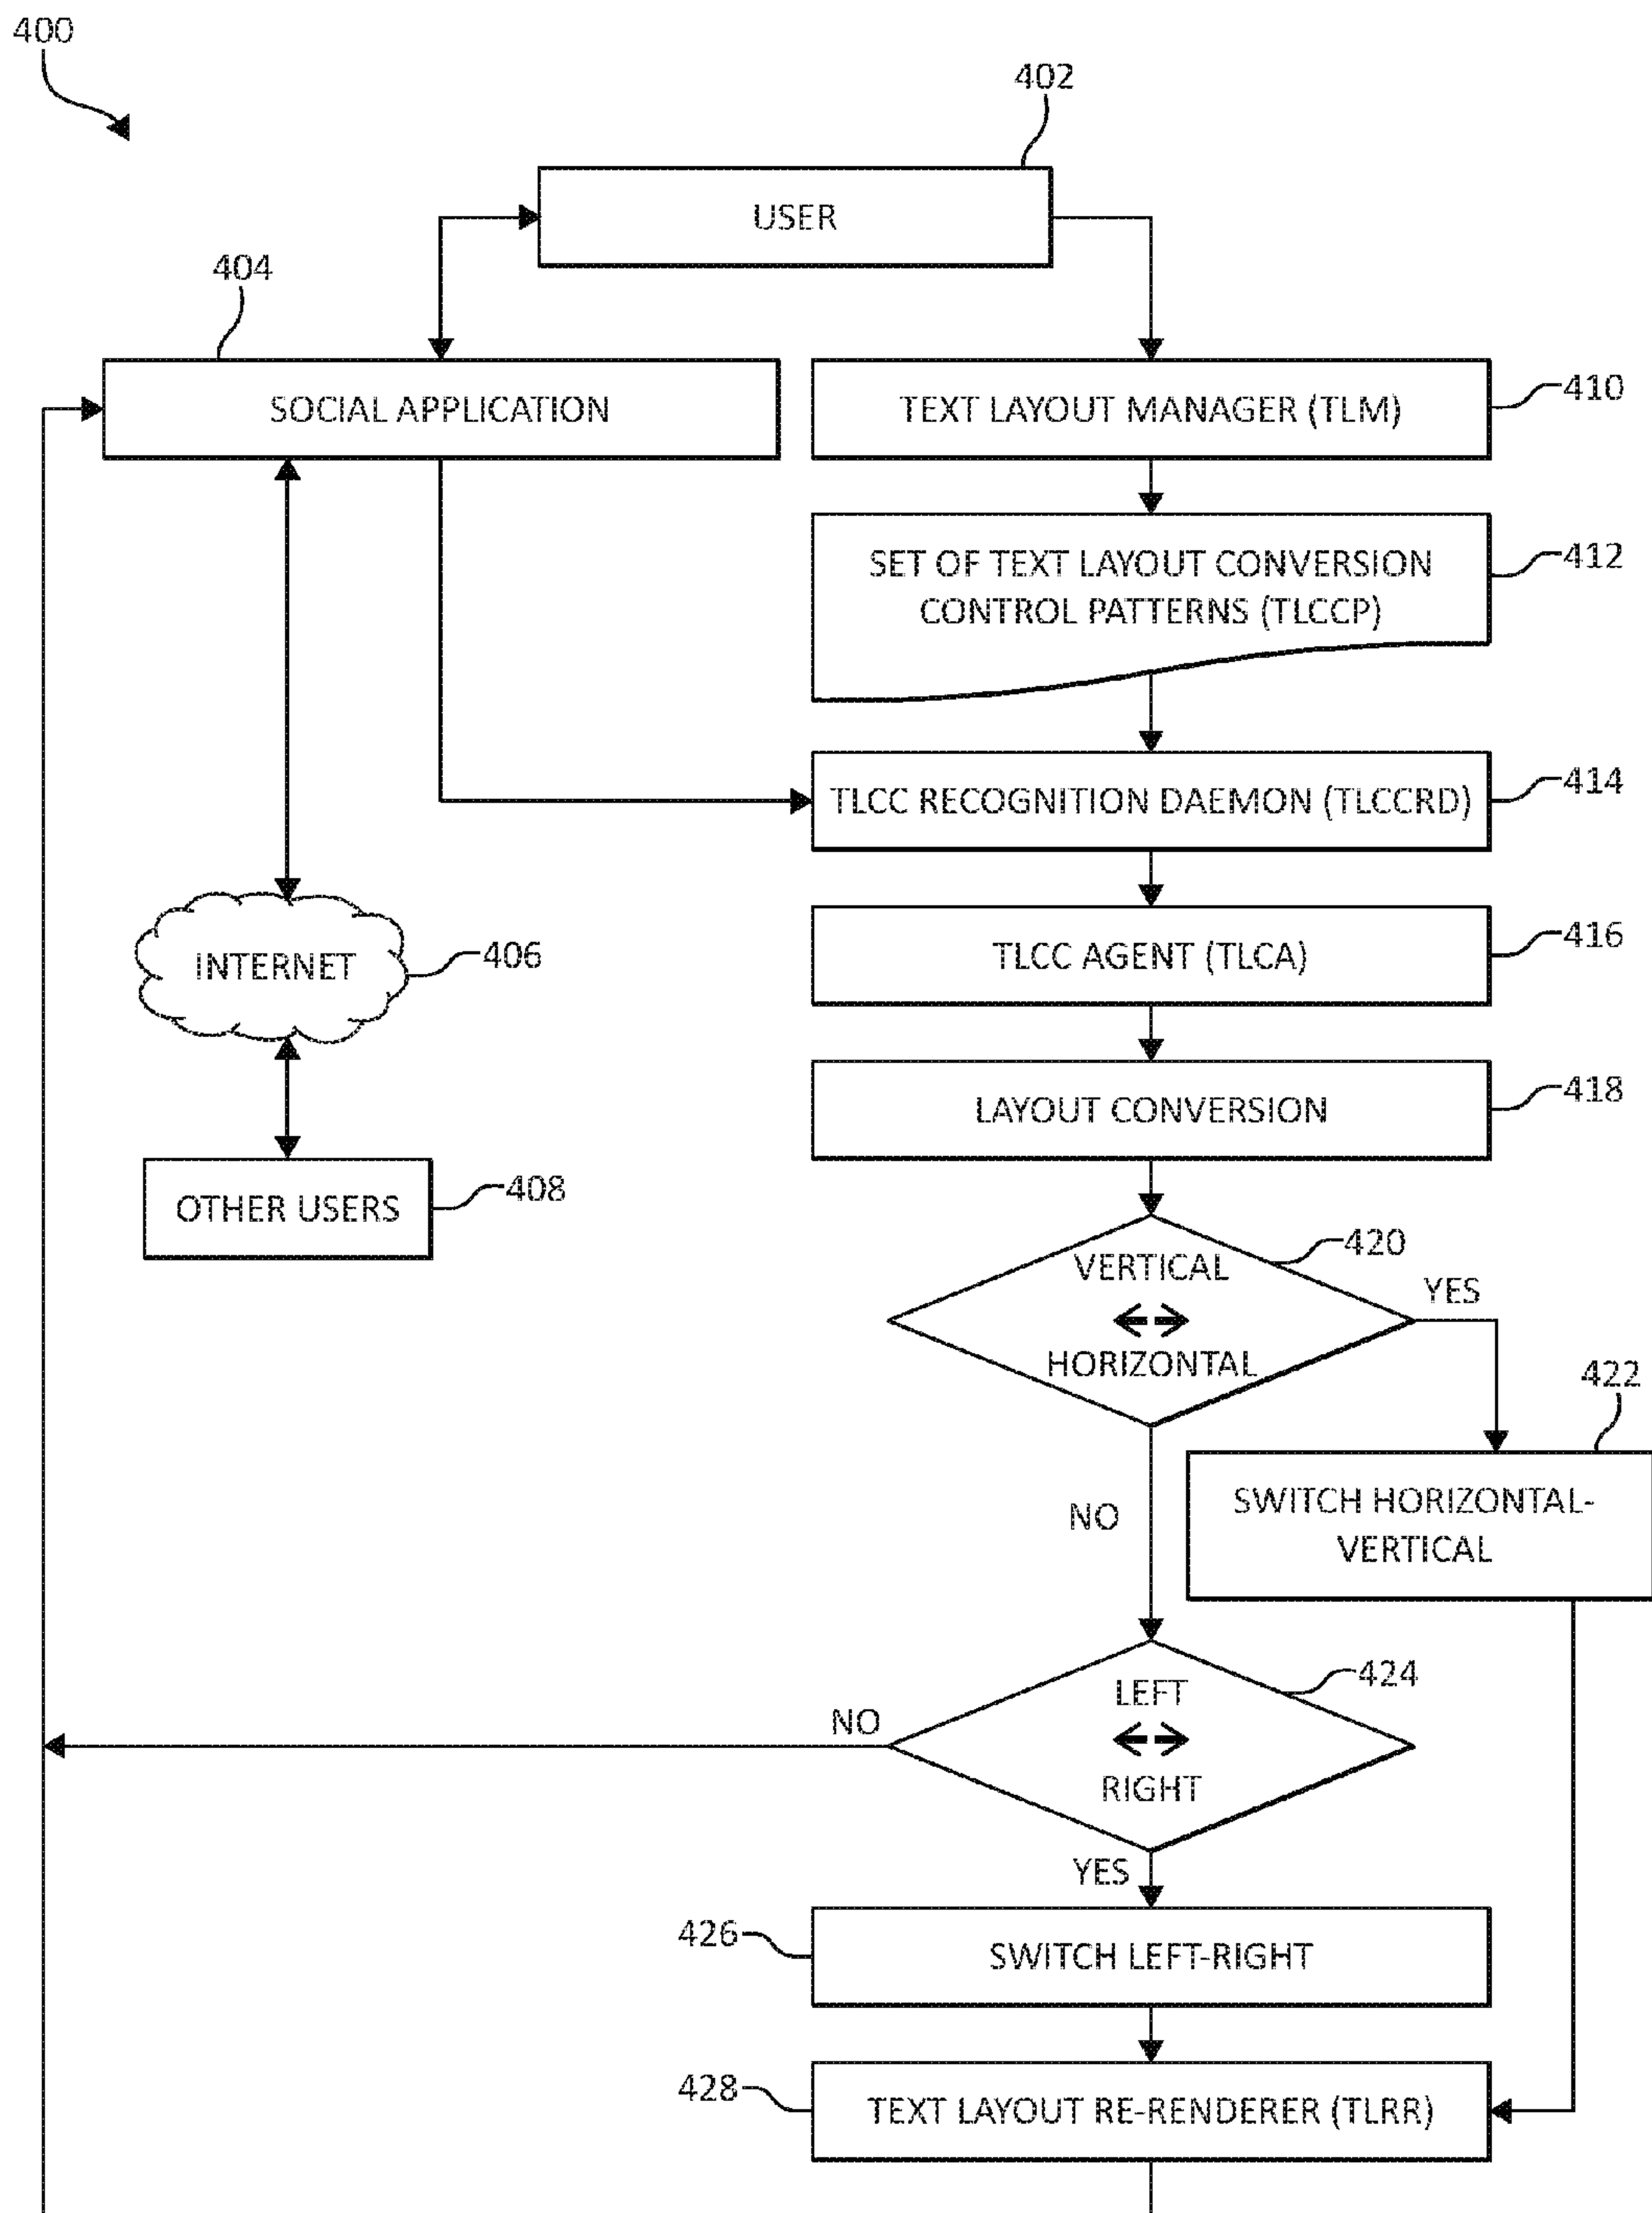 400
402
USER
404
SOCIAL APPLICATION
TEXT LAYOUT MANAGER (TLM)
410
SET OF TEXT LAYOUT CONVERSION
CONTROL PATTERNS (TLCCP)
412
TLCC RECOGNITION DAEMON (TLCCRD)
414
TLCC AGENT (TLCA)
416
INTERNET
406
LAYOUT CONVERSION
418
OTHER USERS
408
VERTICAL
HORIZONTAL
420
YES
422
SWITCH HORIZONTAL-
VERTICAL
NO
LEFT
RIGHT
424
NO
YES
426
SWITCH LEFT-RIGHT
428
TEXT LAYOUT RE-RENDERER (TLRR)